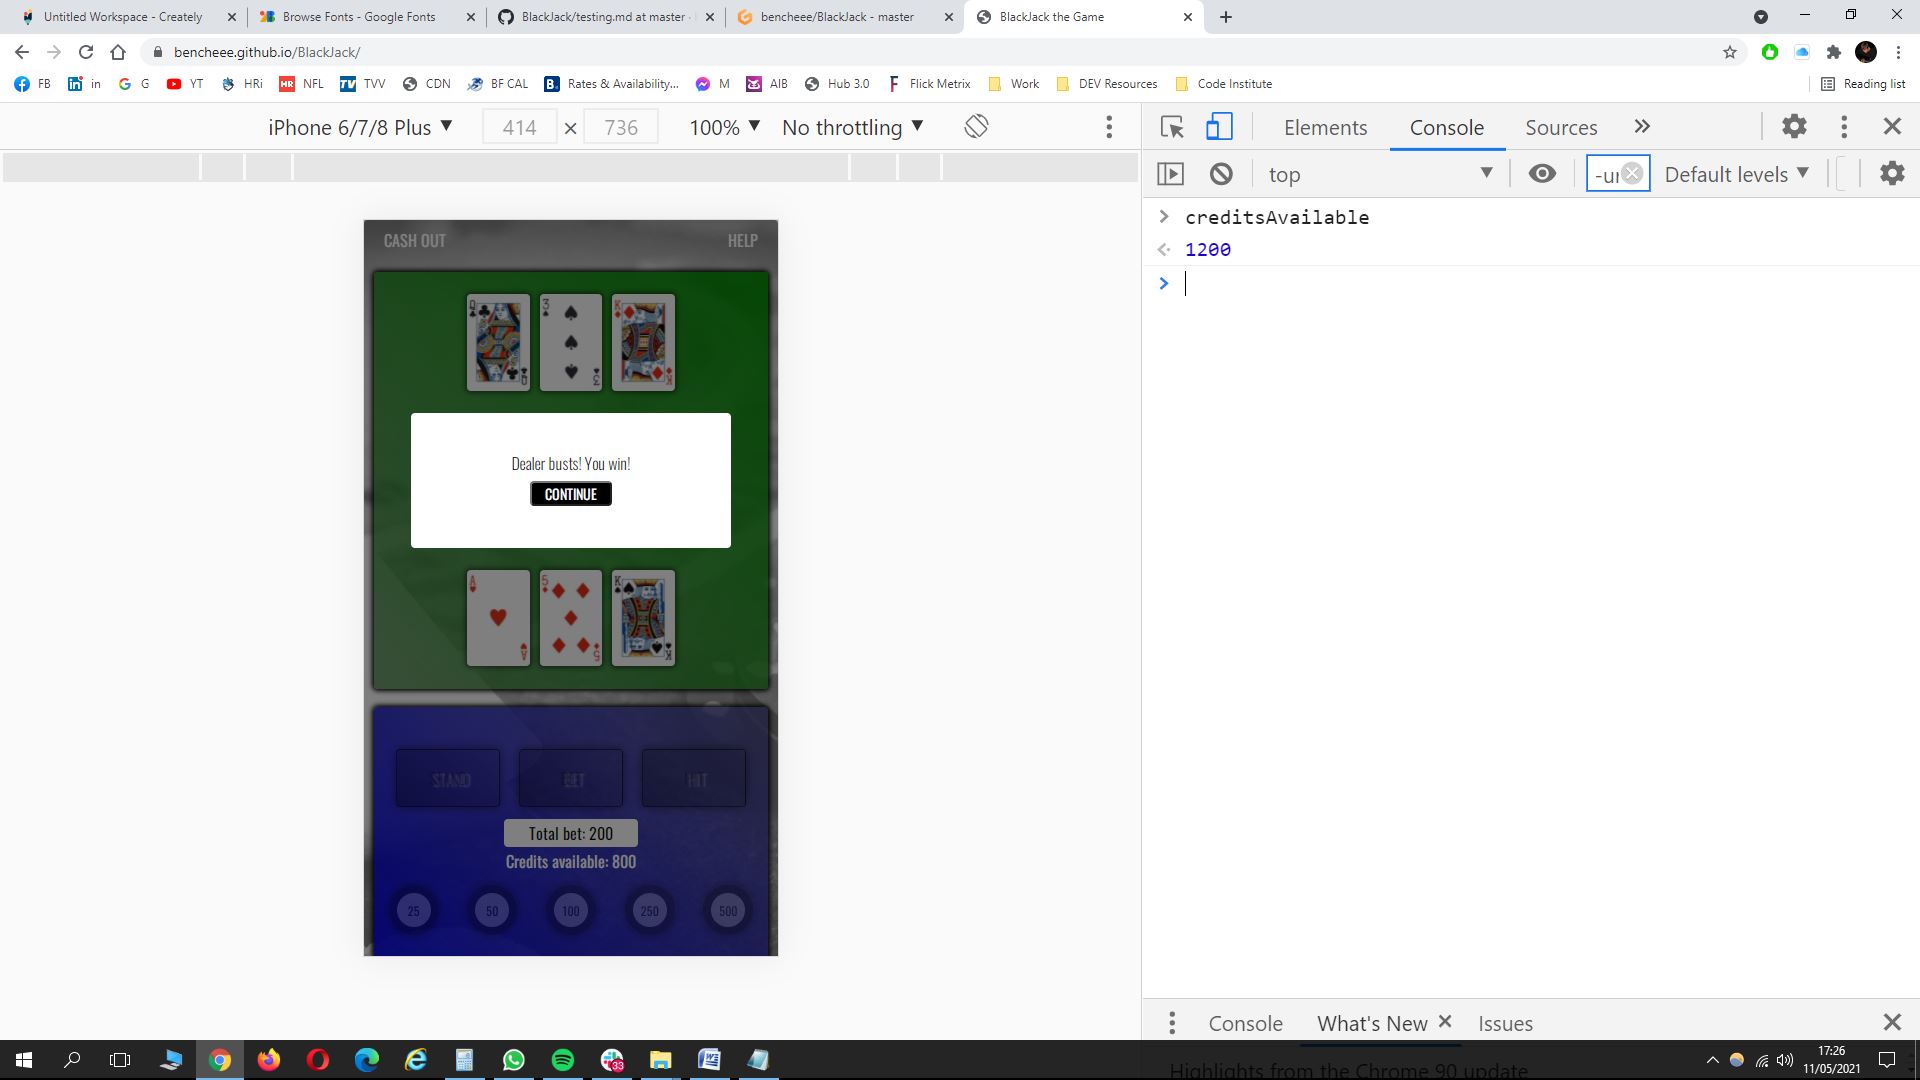 Untitled Workspace - Creately
Browse Fonts - Google Fonts
BlackJack/testing.md at master ·
bencheee/BlackJack - master
BlackJack the Game
bencheee.github.io/BlackJack/
FB in G YT HRi NFL TVV CDN BF CAL Rates & Availability... M AIB Hub 3.0 Flick Metrix Work DEV Resources Code Institute Reading list
iPhone 6/7/8 Plus 414 × 736 100% No throttling
Elements Console Sources
top -ur Default levels
creditsAvailable
1200
CASH OUT HELP
Q 3 K
Dealer busts! You win!
CONTINUE
A 5 K
STAND BET HIT
Total bet: 200
Credits available: 800
25 50 100 250 500
Console What's New Issues
Highlights from the Chrome 90 update
33
17:26
11/05/2021